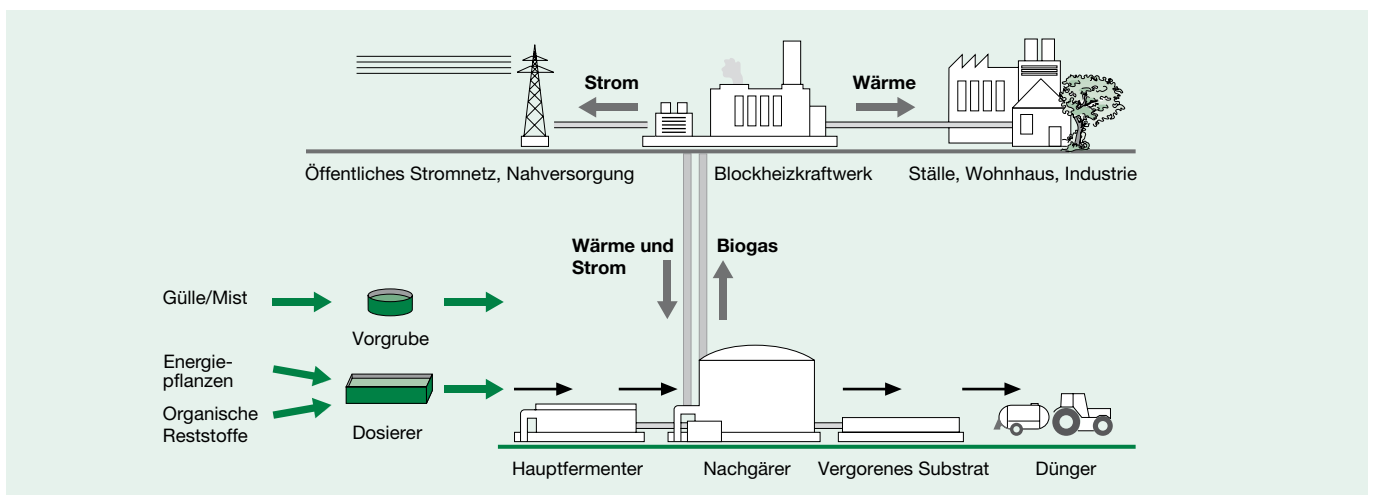 Strom
Wärme
Öffentliches Stromnetz, Nahversorgung
Blockheizkraftwerk
Ställe, Wohnhaus, Industrie
Wärme und
Strom
Biogas
Gülle/Mist
Vorgrube
Energie-
pflanzen
Organische
Reststoffe
Dosierer
Hauptfermenter
Nachgärer
Vergorenes Substrat
Dünger